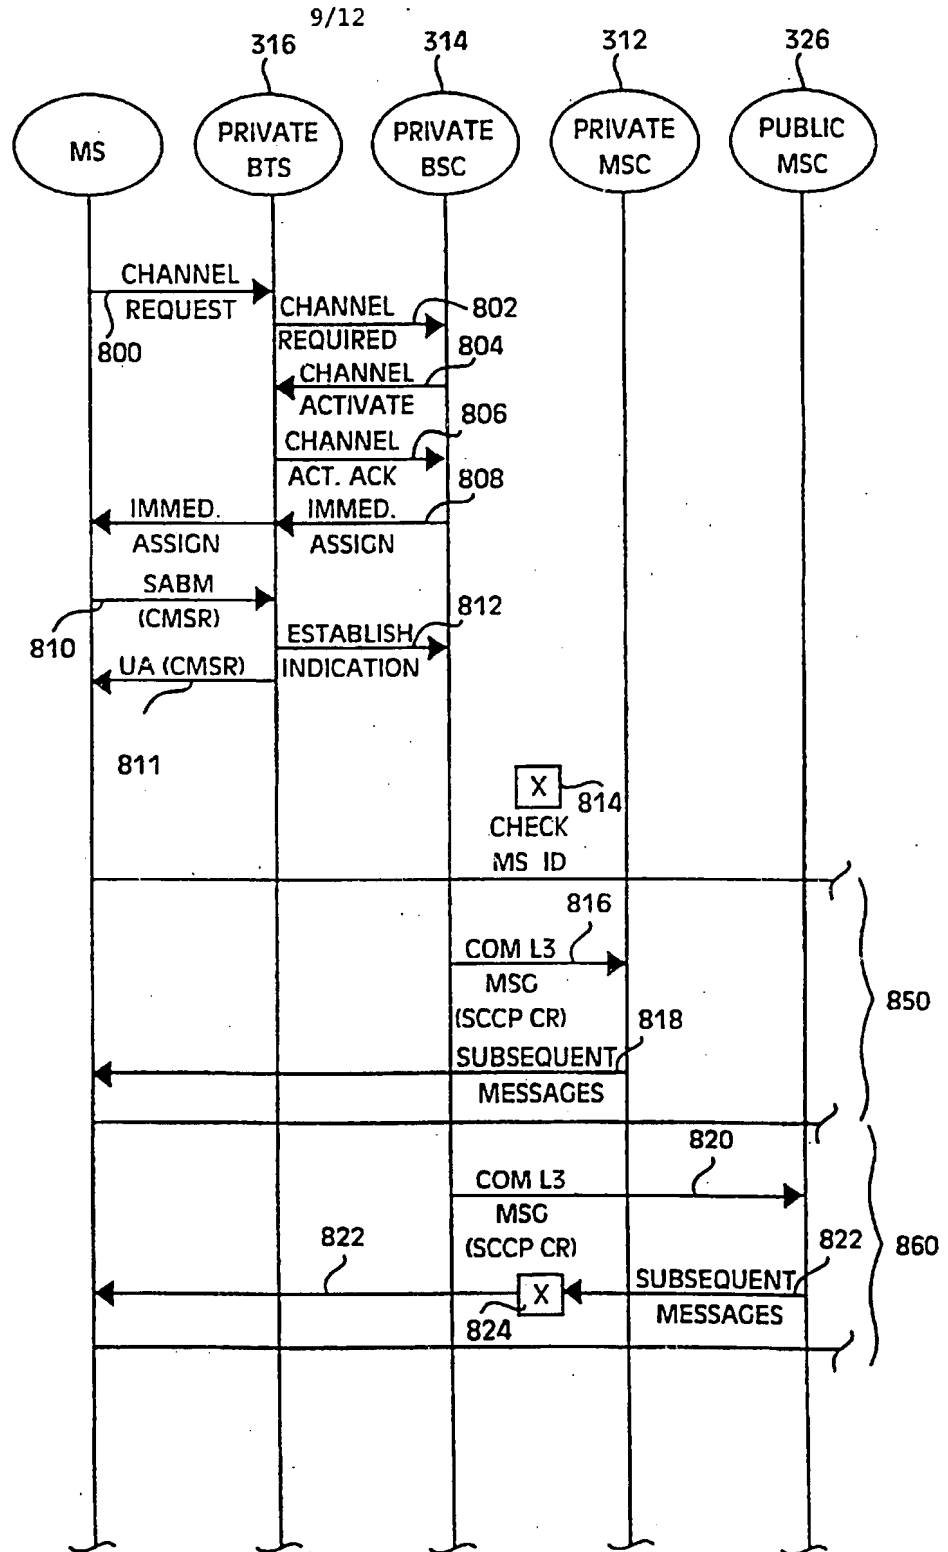 9/12
316
314
312
326
MS
PRIVATE
BTS
PRIVATE
BSC
PRIVATE
MSC
PUBLIC
MSC
CHANNEL
REQUEST
800
CHANNEL
REQUIRED
802
804
CHANNEL
ACTIVATE
806
CHANNEL
ACT. ACK
808
IMMED.
ASSIGN
IMMED.
ASSIGN
SABM
(CMSR)
810
812
ESTABLISH
INDICATION
UA (CMSR)
811
X
814
CHECK
MS ID
816
COM L3
MSG
(SCCP CR)
818
SUBSEQUENT
MESSAGES
850
820
COM L3
MSG
(SCCP CR)
822
822
860
SUBSEQUENT
MESSAGES
X
824